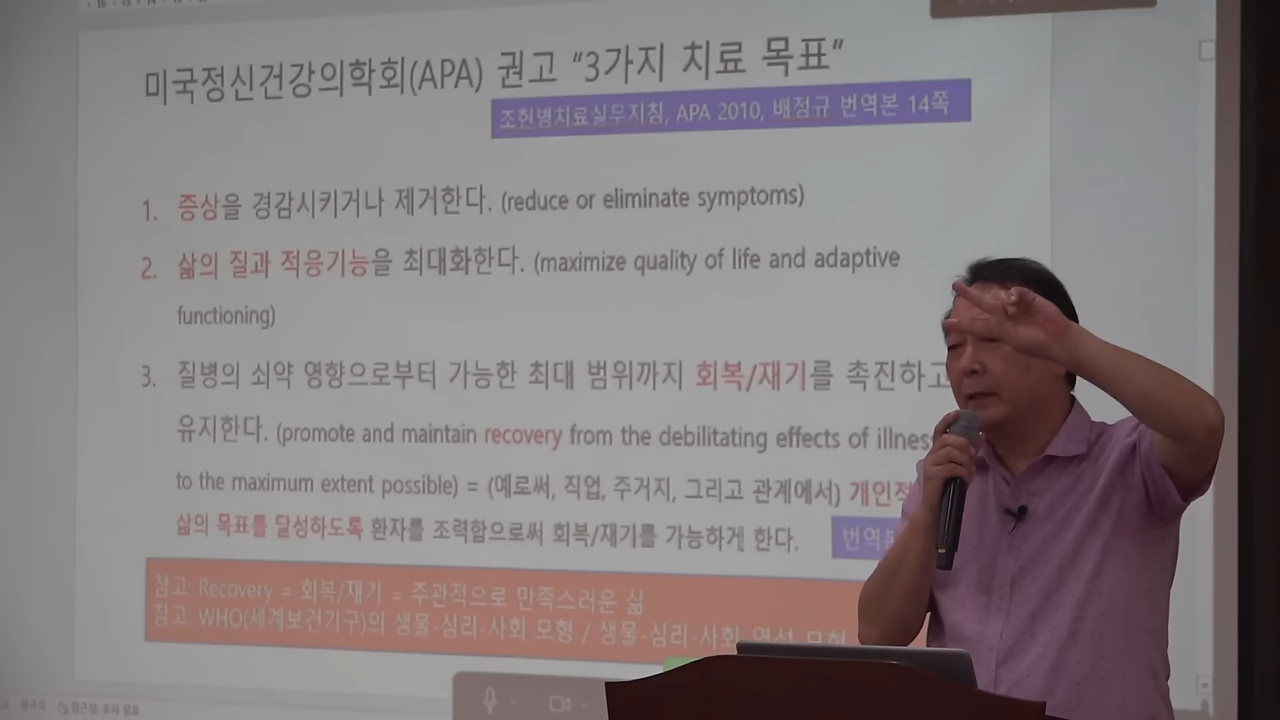 미국정신건강의학회(APA) 권고 "3가지 치료 목표"
조현병치료실무지침, APA 2010, 배정규 번역본 14쪽
1. 증상을 경감시키거나 제거한다. (reduce or eliminate symptoms)
2. 삶의 질과 적응기능을 최대화한다. (maximize quality of life and adaptive
functioning)
3. 질병의 쇠약 영향으로부터 가능한 최대 범위까지 회복/재기를 촉진하고
유지한다. (promote and maintain recovery from the debilitating effects of illness
to the maximum extent possible) = (예로써, 직업, 주거지, 그리고 관계에서) 개인적
삶의 목표를 달성하도록 환자를 조력함으로써 회복/재기를 가능하게 한다.
번역본
참고: Recovery = 회복/재기 = 주관적으로 만족스러운 삶
참고: WHO(세계보건기구)의 생물-심리-사회 모형 / 생물-심리-사회